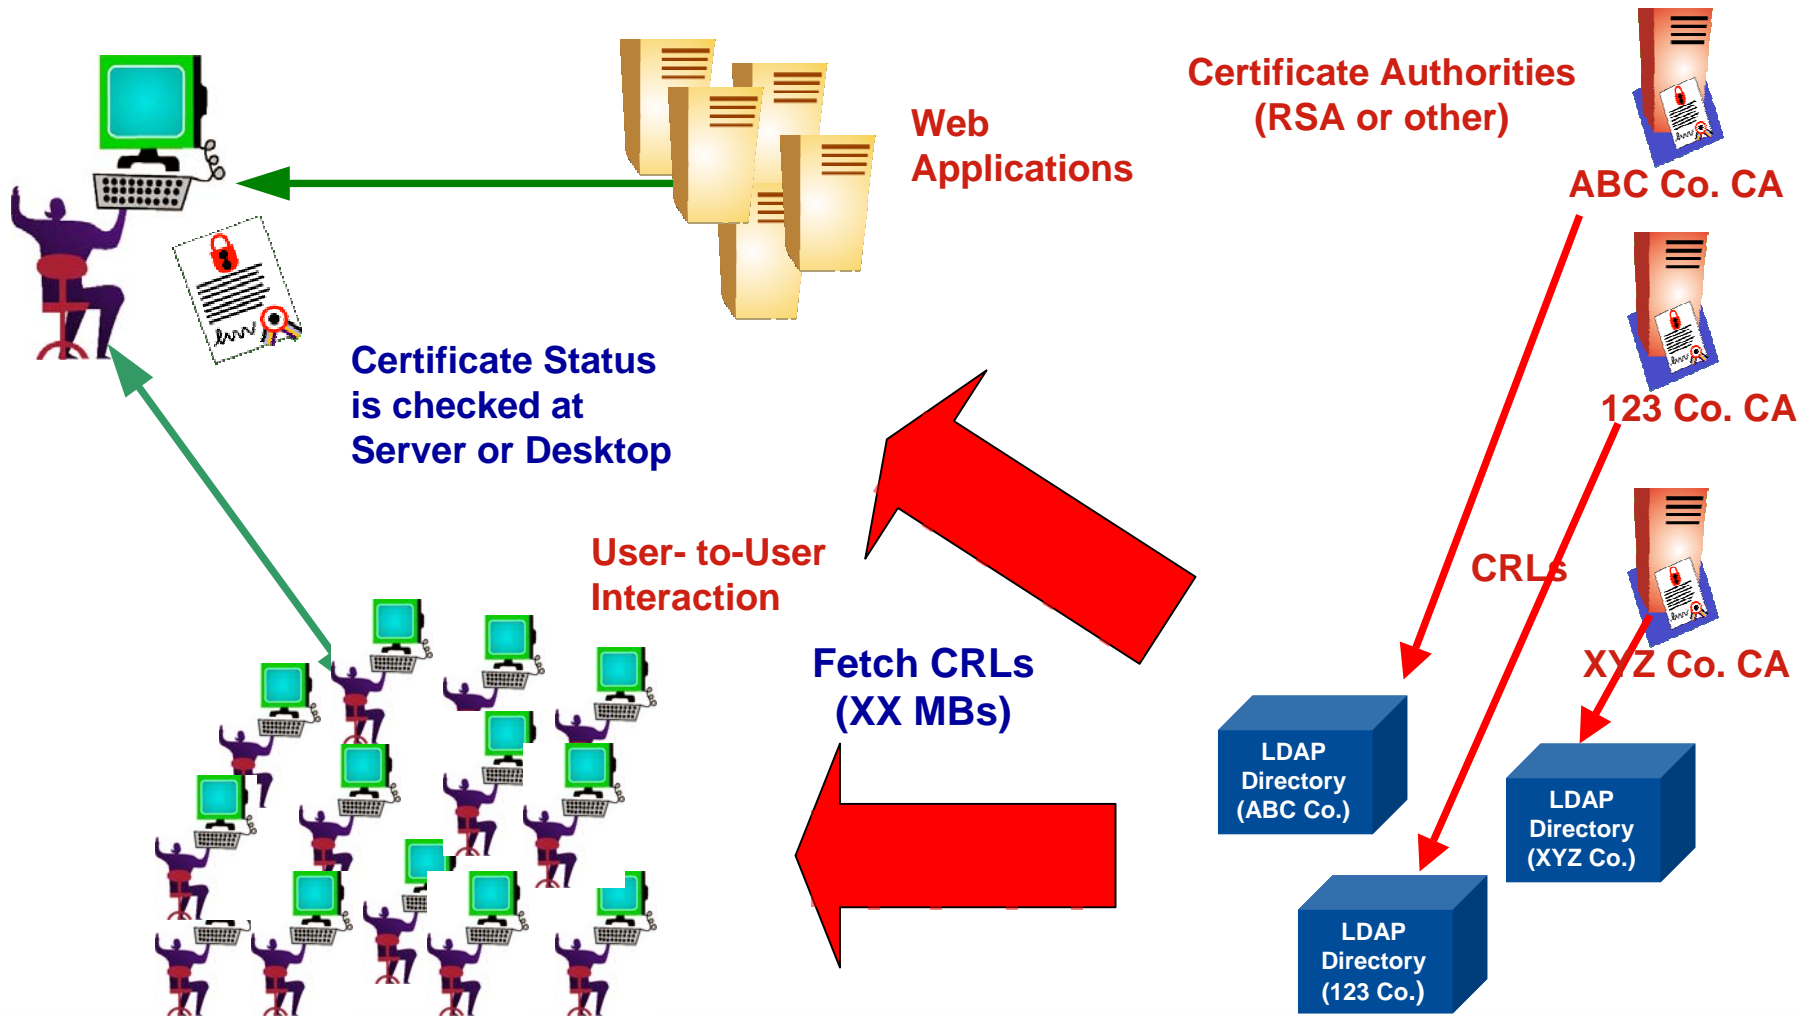 Certificate Authorities
(RSA or other)
Web
Applications
ABC Co. CA
Certificate Status
is checked at
Server or Desktop
123 Co. CA
User- to-User
Interaction
CRLs
Fetch CRLs
(XX MBs)
XYZ Co. CA
LDAP
Directory
(ABC Co.)
LDAP
Directory
(XYZ Co.)
LDAP
Directory
(123 Co.)